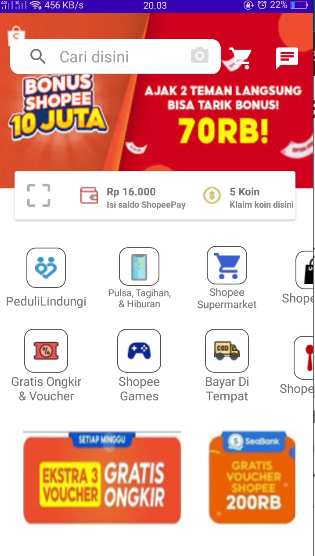 456 KB/s 20.03 22%
Cari disini
BONUS
SHOPEE
10 JUTA
AJAK 2 TEMAN LANGSUNG
BISA TARIK BONUS!
70RB!
Rp 16.000
Isi saldo ShopeePay
5 Koin
Klaim koin disini
PeduliLindungi
Pulsa, Tagihan,
& Hiburan
Shopee
Supermarket
Shope
Gratis Ongkir
& Voucher
Shopee
Games
COD
Bayar Di
Tempat
Shope
SETIAP MINGGU
EKSTRA 3
VOUCHER
GRATIS
ONGKIR
SeaBank
GRATIS
VOUCHER
SHOPEE
200RB